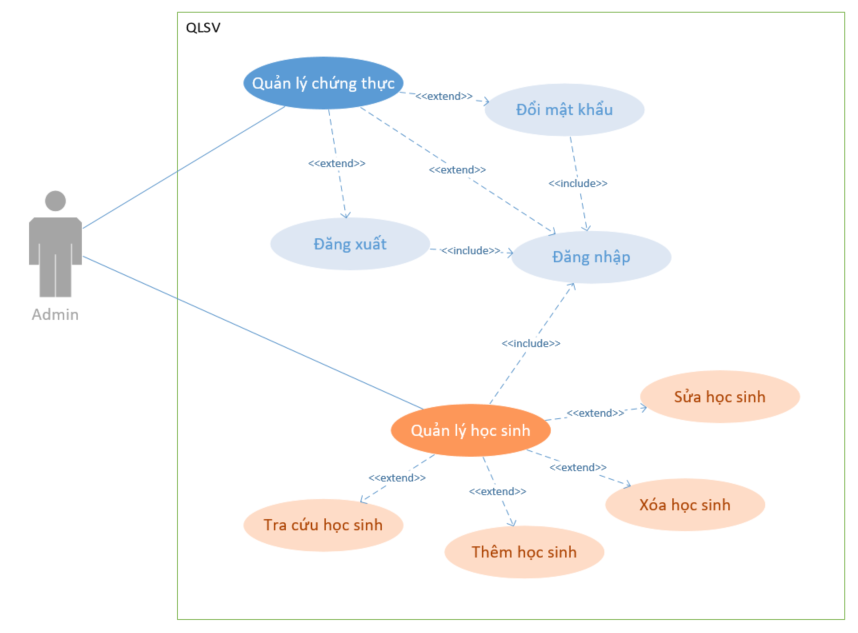 QLSV
Quản lý chứng thực
<<extend>>
Đổi mật khẩu
<<extend>>
<<extend>>
<<include>>
Đăng xuất
<<include>>
Đăng nhập
Admin
<<include>>
Sửa học sinh
<<extend>>
Quản lý học sinh
<<extend>>
<<extend>>
<<extend>>
Xóa học sinh
Tra cứu học sinh
Thêm học sinh